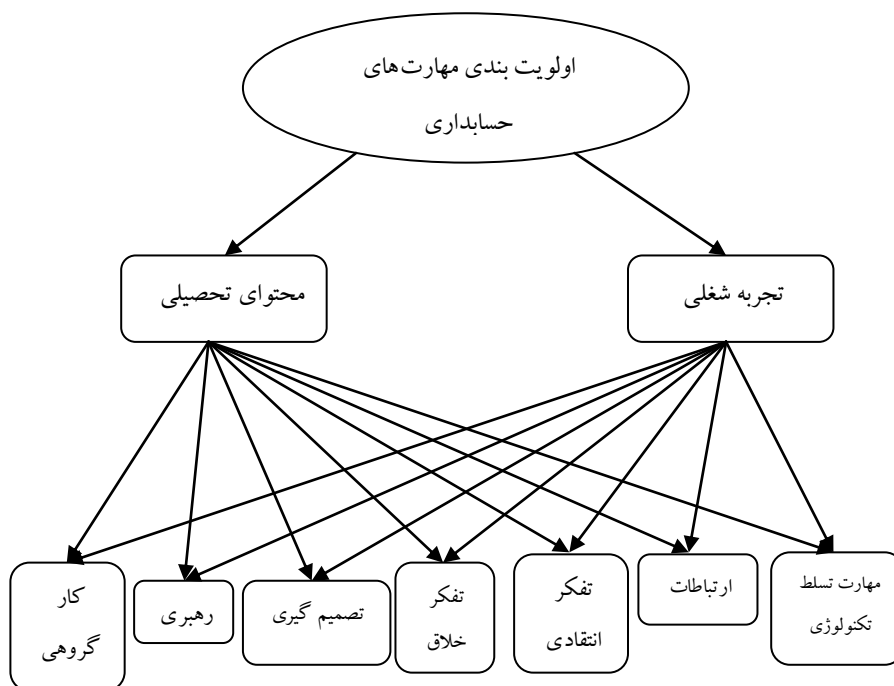 اولویت بندی مهارت‌های
حسابداری
تجربه شغلی
محتوای تحصیلی
مهارت تسلط
تکنولوژی
ارتباطات
تفکر
انتقادی
تفکر
خلاق
تصمیم گیری
رهبری
کار
گروهی